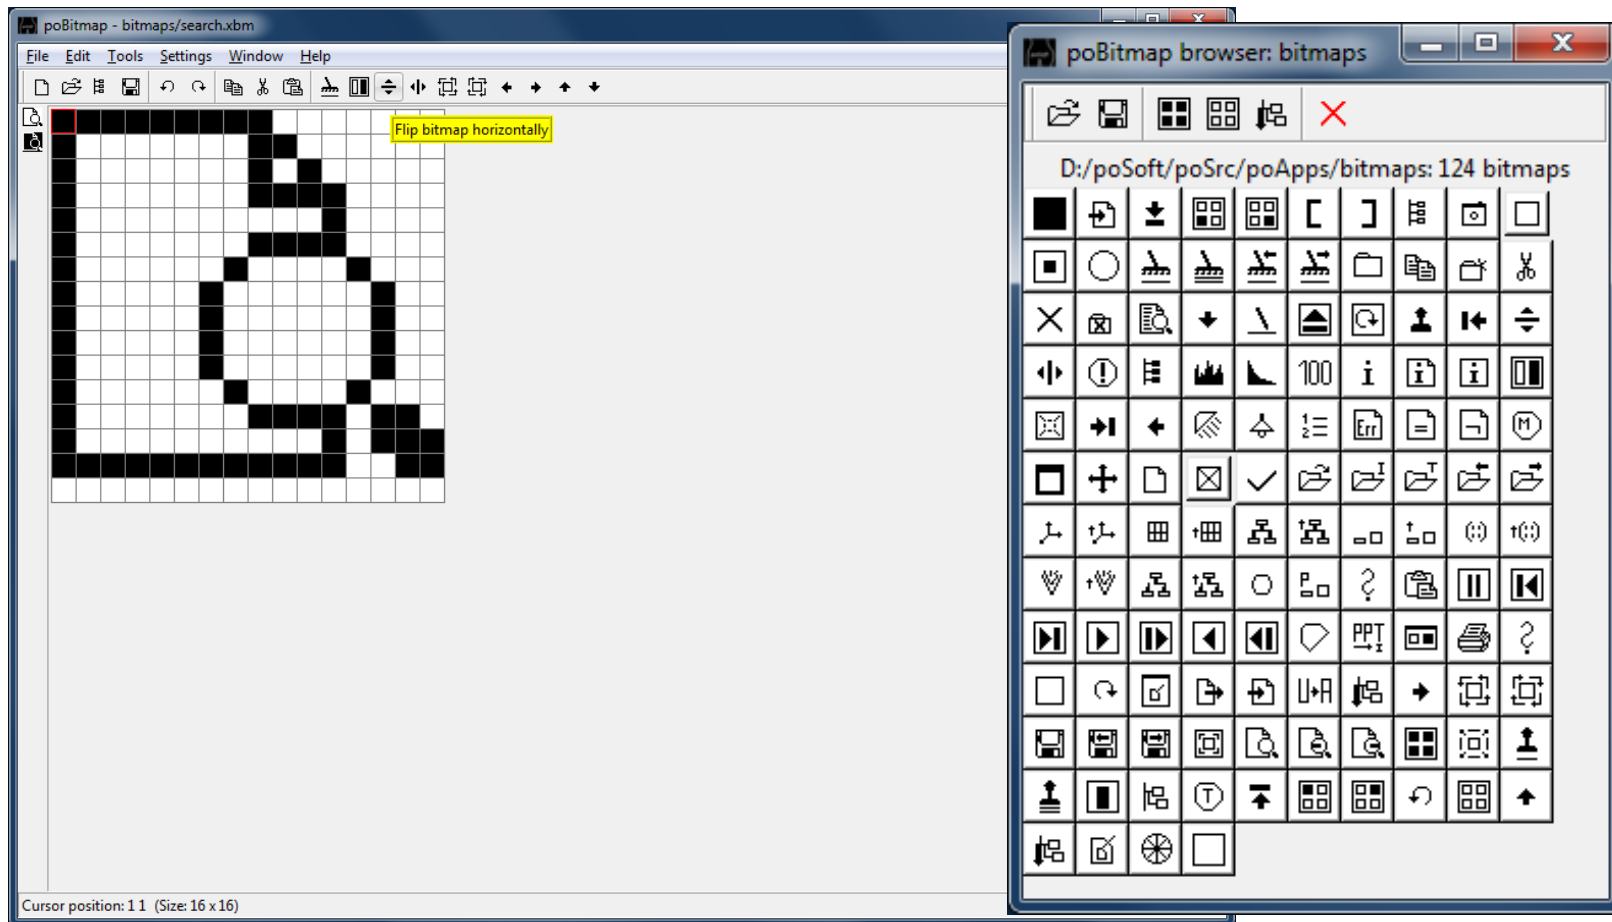 poBitmap - bitmaps/search.xbm
File Edit Tools Settings Window Help
Flip bitmap horizontally
Cursor position: 1 1 (Size: 16 x 16)
poBitmap browser: bitmaps
D:/poSoft/poSrc/poApps/bitmaps: 124 bitmaps
100
Err
M
PPT
U→A
T